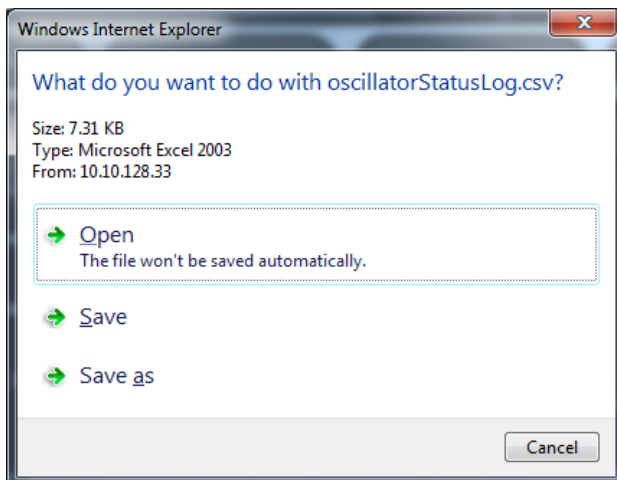 Windows Internet Explorer
What do you want to do with oscillatorStatusLog.csv?
Size: 7.31 KB
Type: Microsoft Excel 2003
From: 10.10.128.33
Open
The file won't be saved automatically.
Save
Save as
Cancel